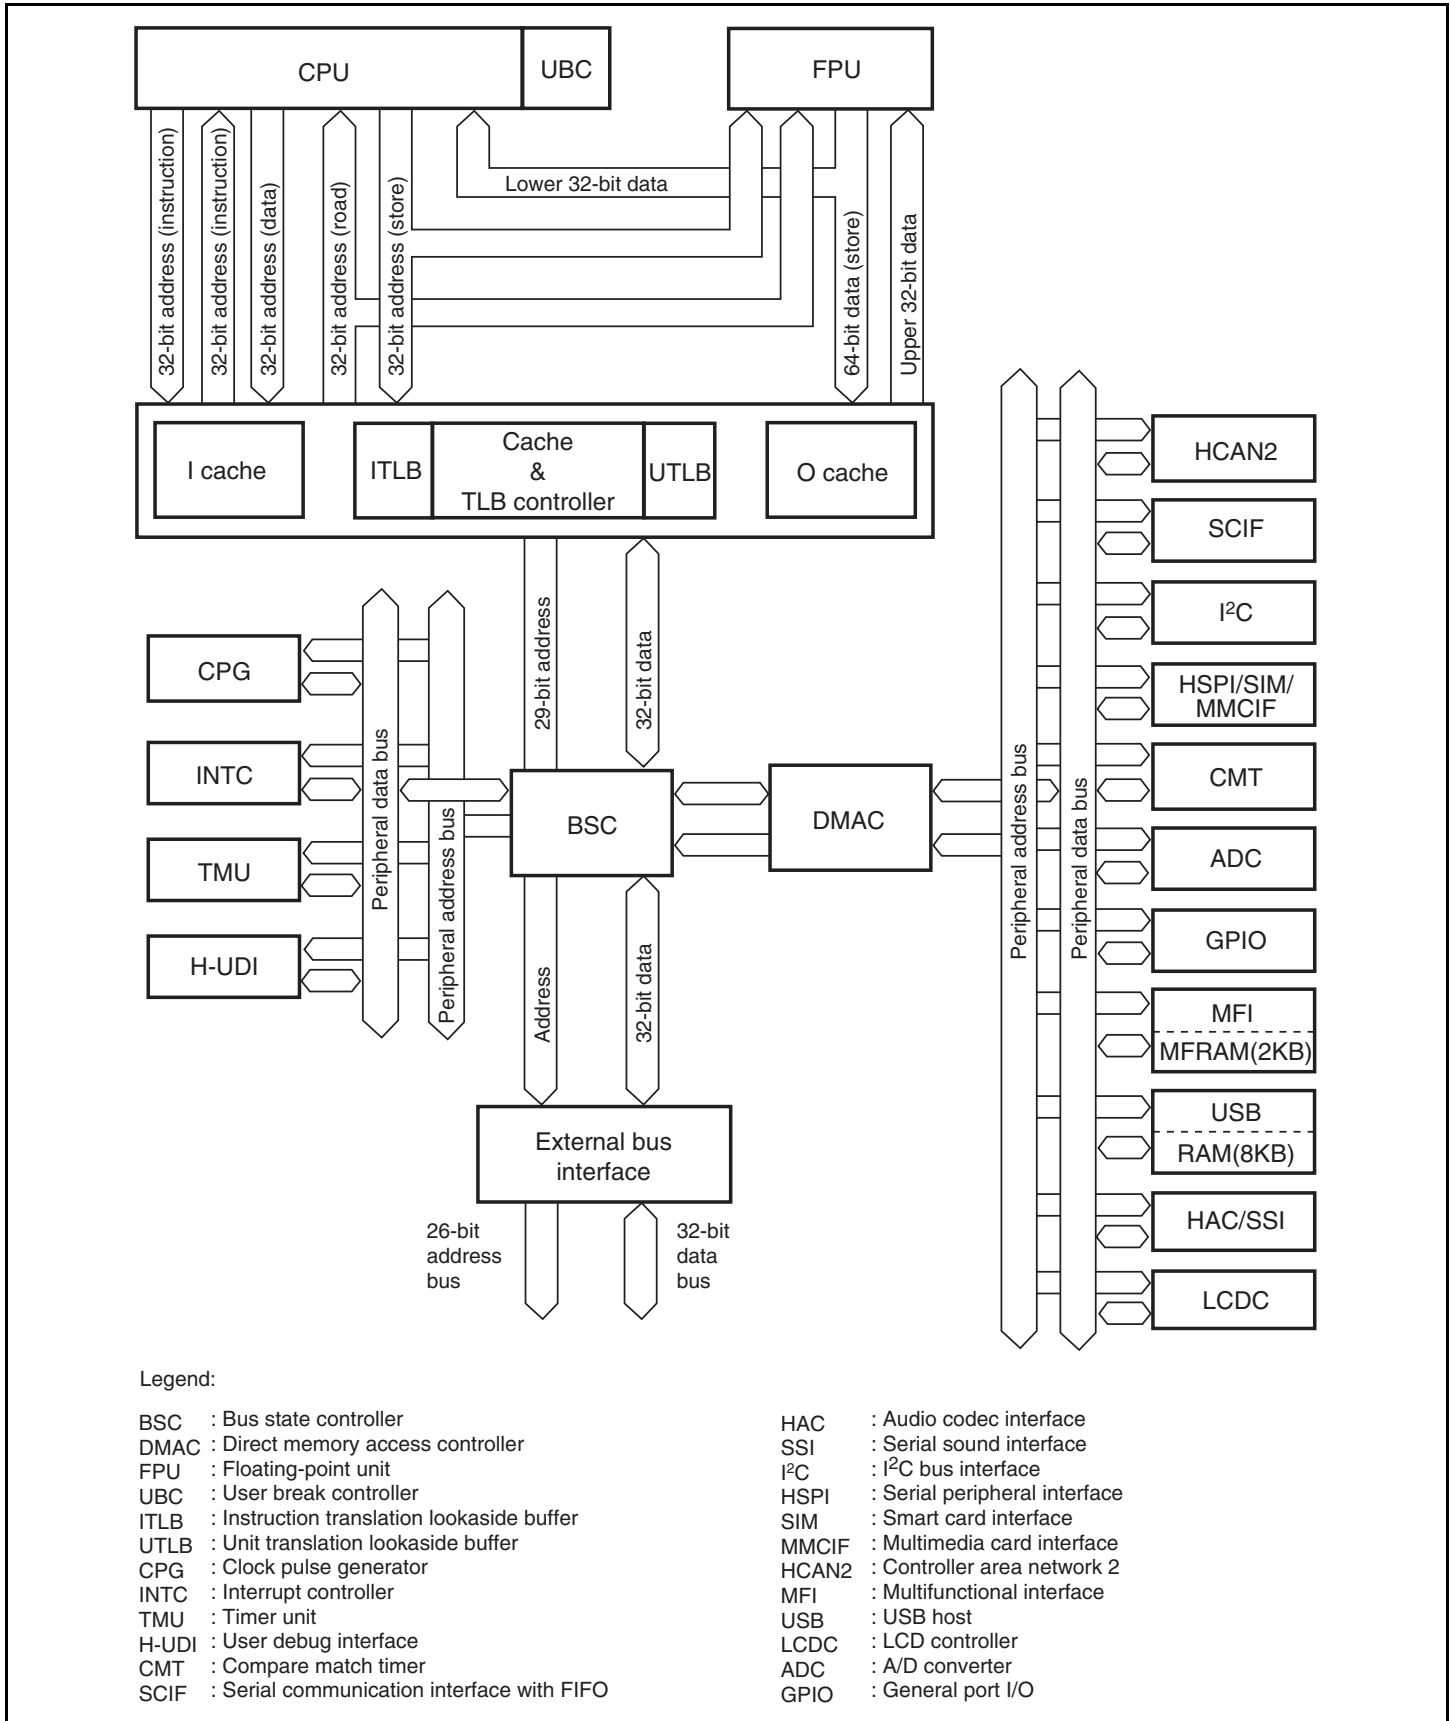 CPU
UBC
FPU
32-bit address (instruction)
32-bit address (instruction)
32-bit address (data)
32-bit address (road)
32-bit address (store)
Lower 32-bit data
64-bit data (store)
Upper 32-bit data
I cache
ITLB
Cache
&
TLB controller
UTLB
O cache
29-bit address
32-bit data
CPG
INTC
TMU
H-UDI
Peripheral data bus
Peripheral address bus
BSC
DMAC
Address
32-bit data
External bus
interface
26-bit
address
bus
32-bit
data
bus
Peripheral address bus
Peripheral data bus
HCAN2
SCIF
I²C
HSPI/SIM/
MMCIF
CMT
ADC
GPIO
MFI
MFRAM(2KB)
USB
RAM(8KB)
HAC/SSI
LCDC
Legend:
BSC : Bus state controller
DMAC : Direct memory access controller
FPU : Floating-point unit
UBC : User break controller
ITLB : Instruction translation lookaside buffer
UTLB : Unit translation lookaside buffer
CPG : Clock pulse generator
INTC : Interrupt controller
TMU : Timer unit
H-UDI : User debug interface
CMT : Compare match timer
SCIF : Serial communication interface with FIFO
HAC : Audio codec interface
SSI : Serial sound interface
I²C : I²C bus interface
HSPI : Serial peripheral interface
SIM : Smart card interface
MMCIF : Multimedia card interface
HCAN2 : Controller area network 2
MFI : Multifunctional interface
USB : USB host
LCDC : LCD controller
ADC : A/D converter
GPIO : General port I/O